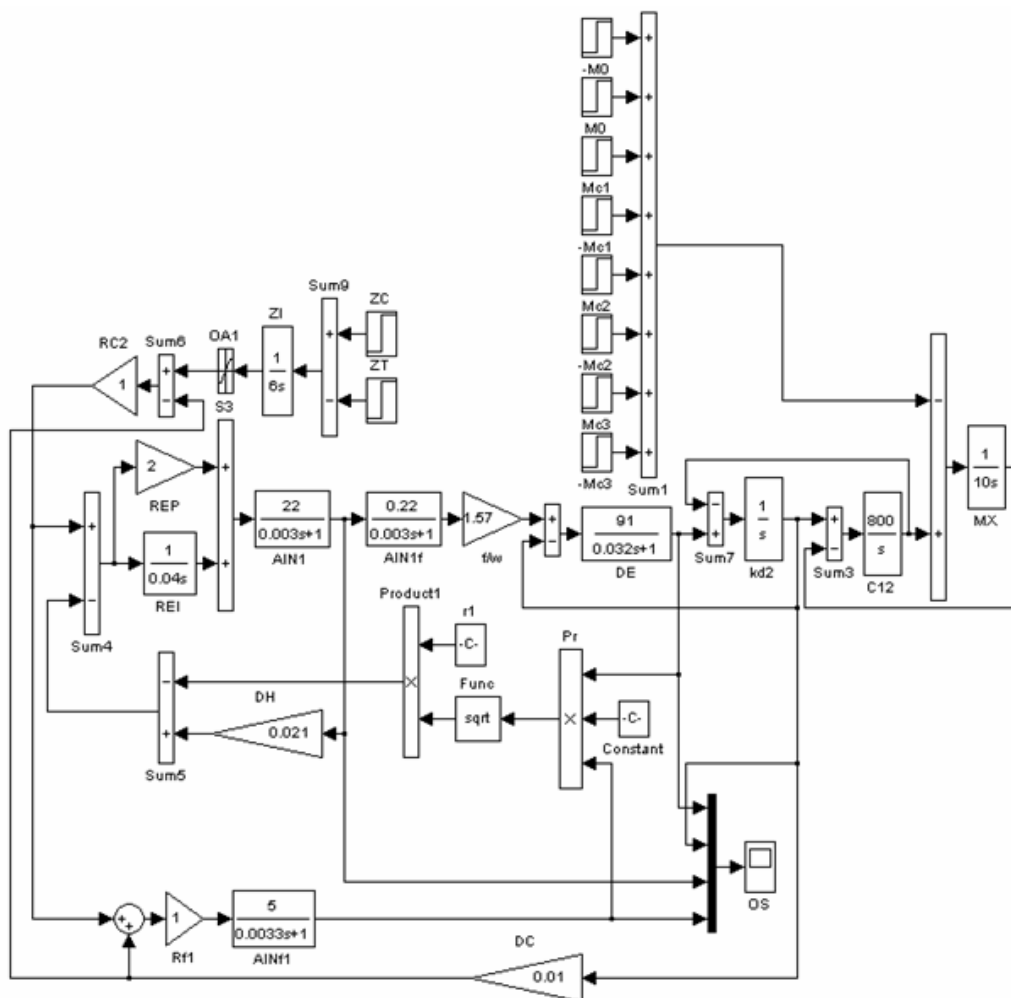 -M0
M0
Mc1
-Mc1
Mc2
-Mc2
Mc3
-Mc3
+
+
+
+
+
+
+
+
Sum1
Sum9
ZC
ZT
+
−
ZI
1
6s
OA1
S3
Sum6
+
−
RC2
1
2
REP
+
−
Sum4
1
0.04s
REI
+
+
22
0.003s+1
AIN1
0.22
0.003s+1
AIN1f
1.57
+
−
91
0.032s+1
DE
−
+
Sum7
1
s
kd2
+
−
Sum3
800
s
C12
−
+
1
10s
MX
Product1
×
r1
-C-
Func
sqrt
Pr
×
-C-
Constant
−
+
Sum5
DH
0.021
OS
+
+
1
Rf1
5
0.0033s+1
AINf1
DC
0.01